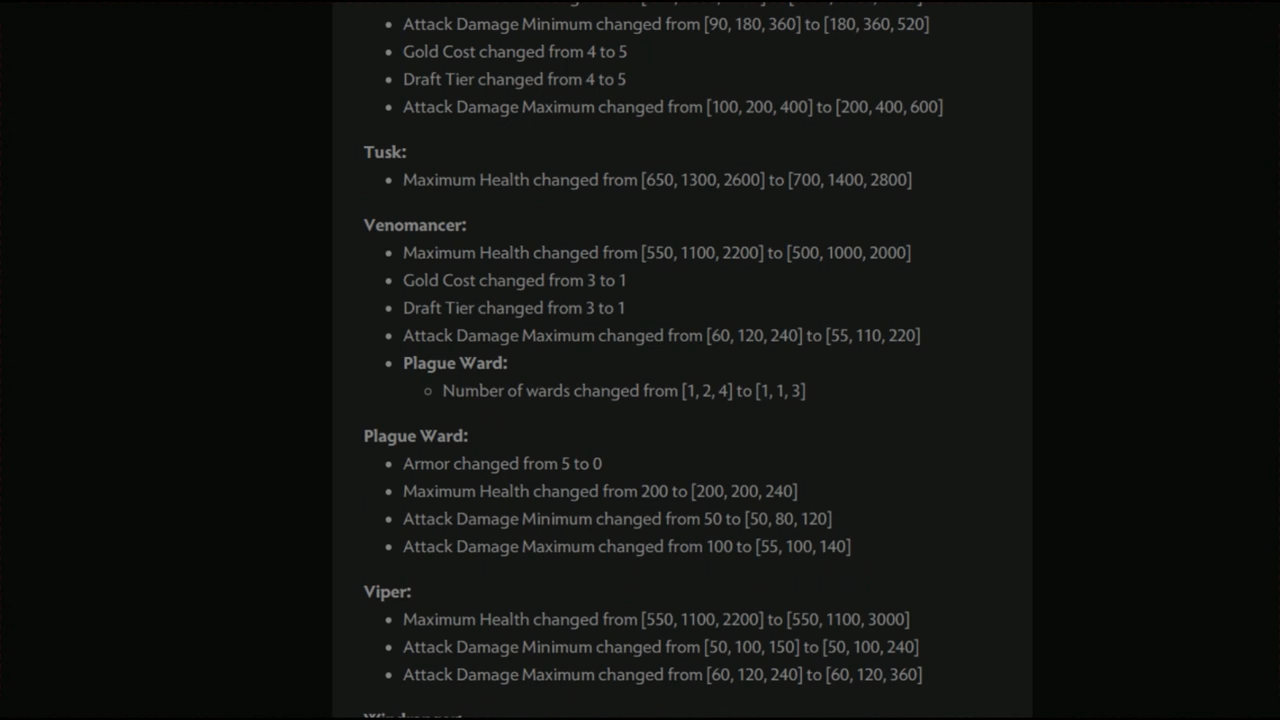 Attack Damage Minimum changed from [90, 180, 360] to [180, 360, 520]
Gold Cost changed from 4 to 5
Draft Tier changed from 4 to 5
Attack Damage Maximum changed from [100, 200, 400] to [200, 400, 600]
Tusk:
Maximum Health changed from [650, 1300, 2600] to [700, 1400, 2800]
Venomancer:
Maximum Health changed from [550, 1100, 2200] to [500, 1000, 2000]
Gold Cost changed from 3 to 1
Draft Tier changed from 3 to 1
Attack Damage Maximum changed from [60, 120, 240] to [55, 110, 220]
Plague Ward:
Number of wards changed from [1, 2, 4] to [1, 1, 3]
Plague Ward:
Armor changed from 5 to 0
Maximum Health changed from 200 to [200, 200, 240]
Attack Damage Minimum changed from 50 to [50, 80, 120]
Attack Damage Maximum changed from 100 to [55, 100, 140]
Viper:
Maximum Health changed from [550, 1100, 2200] to [550, 1100, 3000]
Attack Damage Minimum changed from [50, 100, 150] to [50, 100, 240]
Attack Damage Maximum changed from [60, 120, 240] to [60, 120, 360]